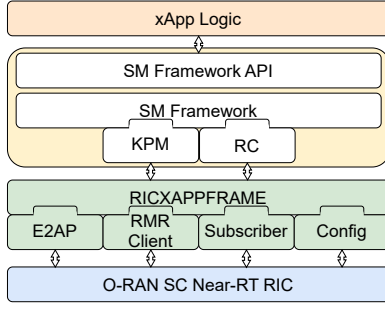 xApp Logic
SM Framework API
SM Framework
KPM
RC
RICXAPPFRAME
E2AP
RMR
Client
Subscriber
Config
O-RAN SC Near-RT RIC